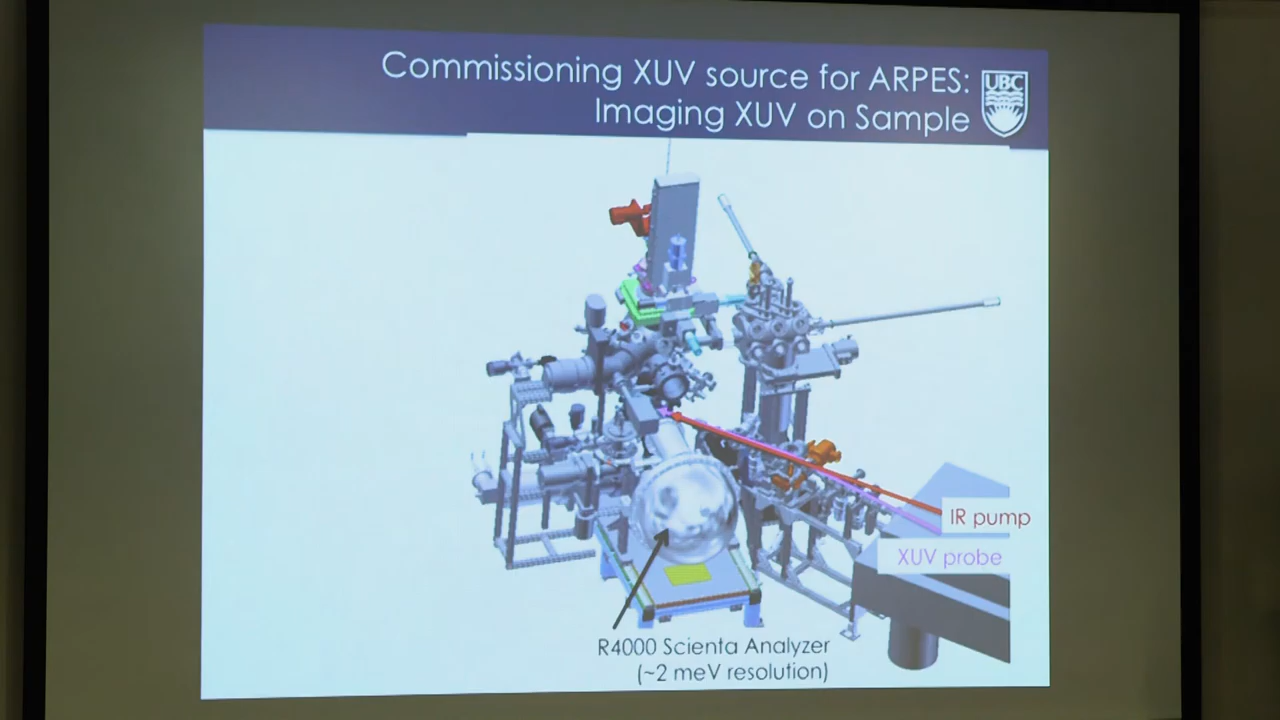 Commissioning XUV source for ARPES:
Imaging XUV on Sample
UBC
IR pump
XUV probe
R4000 Scienta Analyzer
(~2 meV resolution)